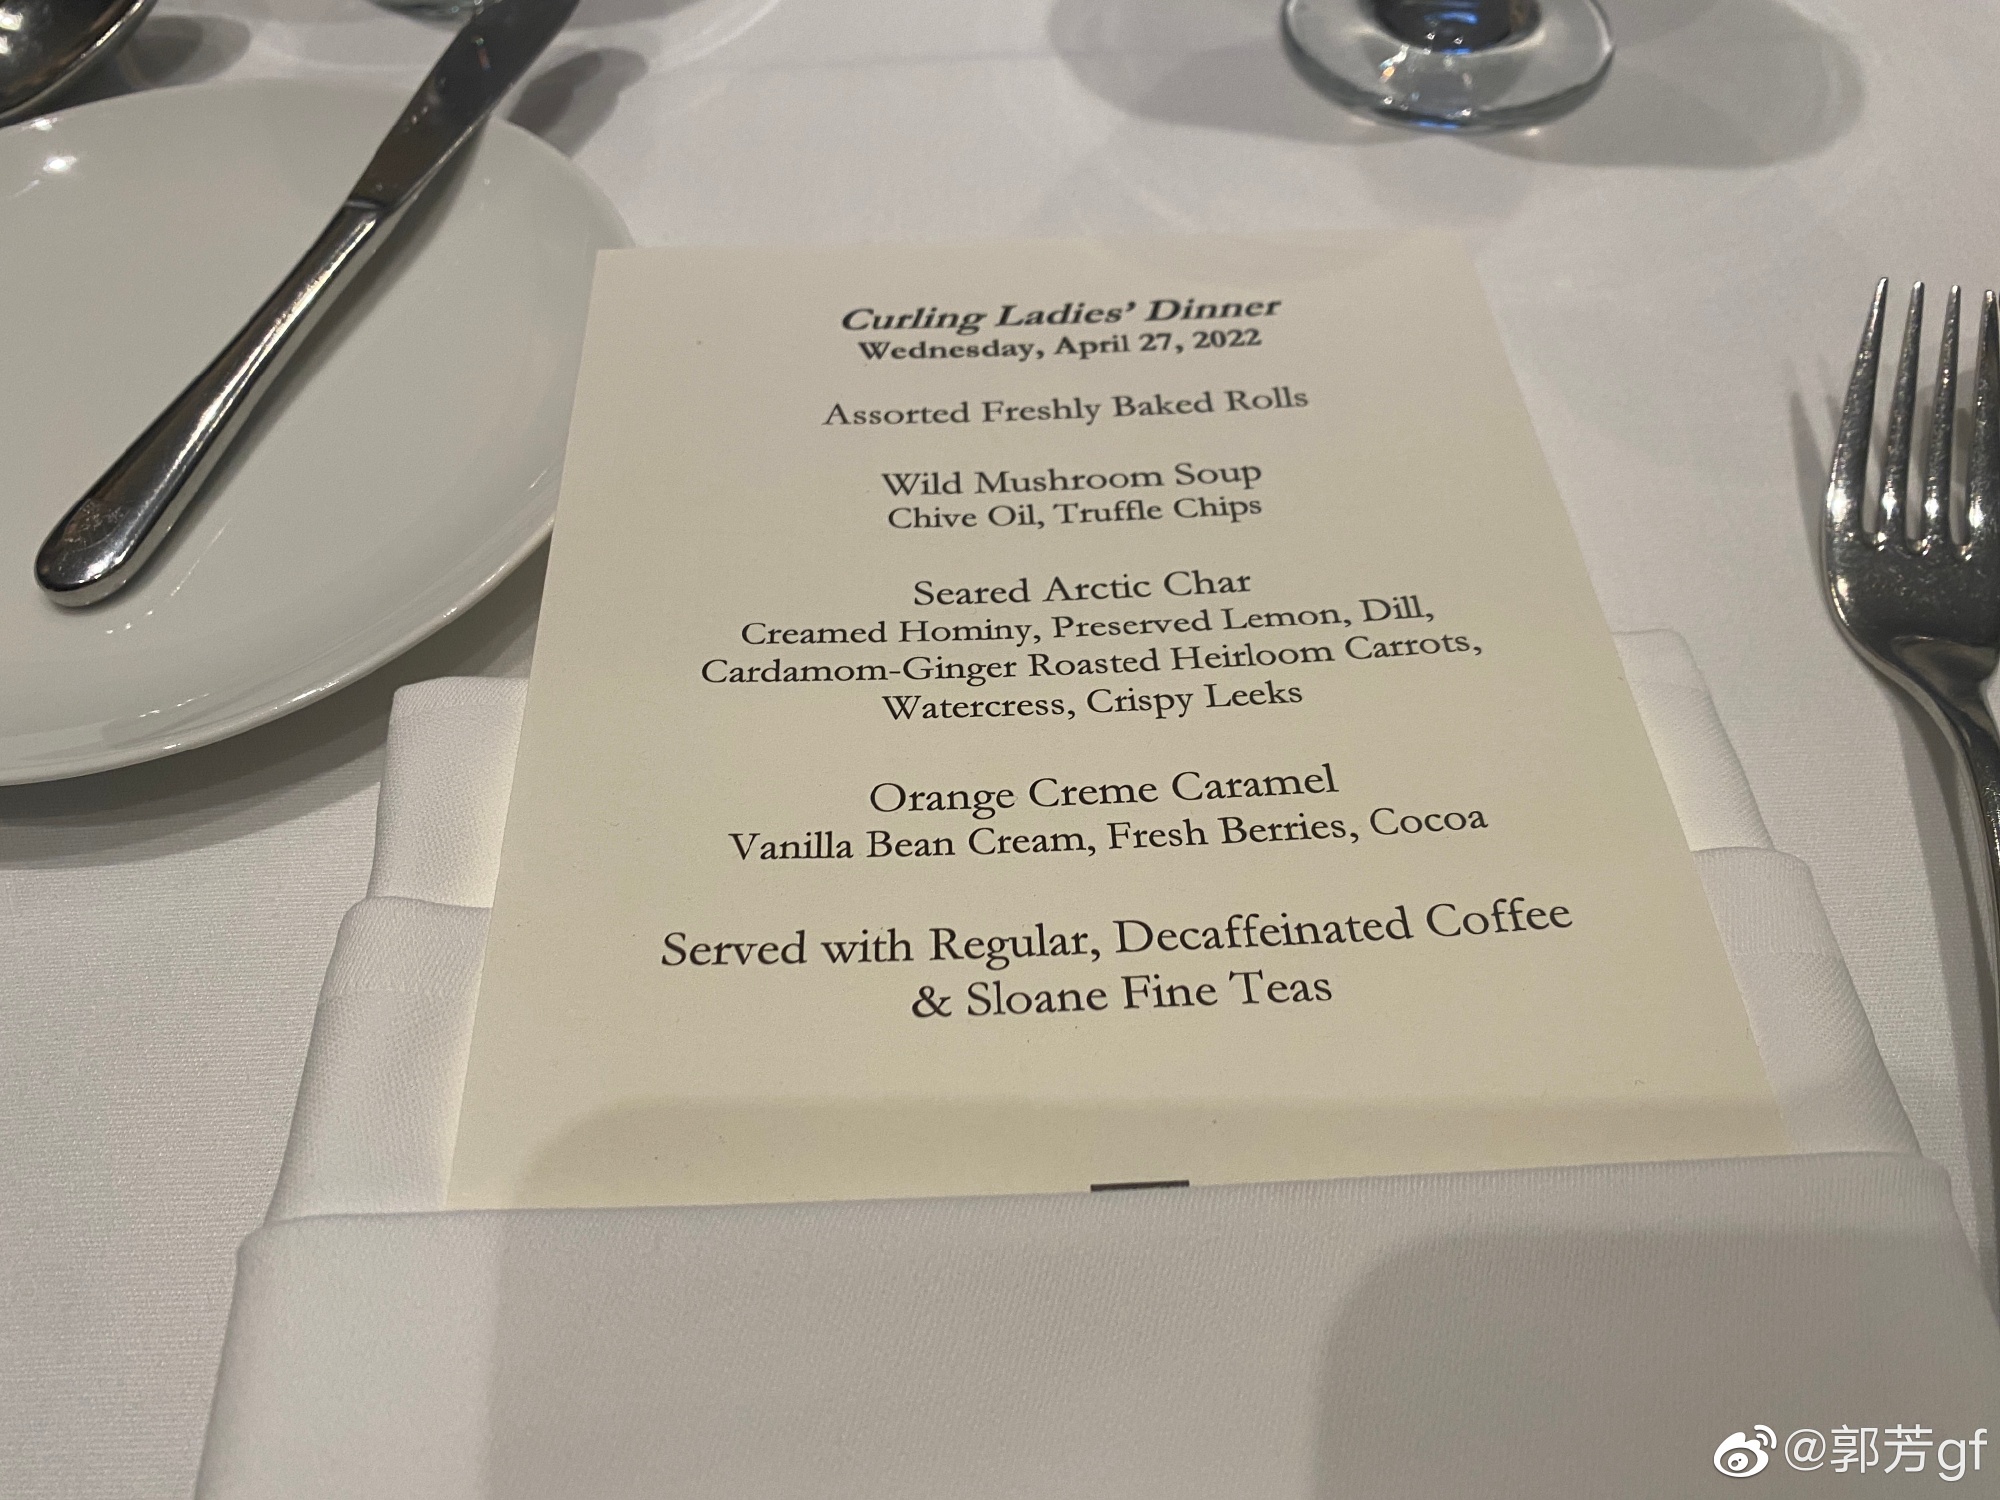 Curling Ladies' Dinner
Wednesday, April 27, 2022
Assorted Freshly Baked Rolls
Wild Mushroom Soup
Chive Oil, Truffle Chips
Seared Arctic Char
Creamed Hominy, Preserved Lemon, Dill,
Cardamom-Ginger Roasted Heirloom Carrots,
Watercress, Crispy Leeks
Orange Creme Caramel
Vanilla Bean Cream, Fresh Berries, Cocoa
Served with Regular, Decaffeinated Coffee
& Sloane Fine Teas
@郭芳gf